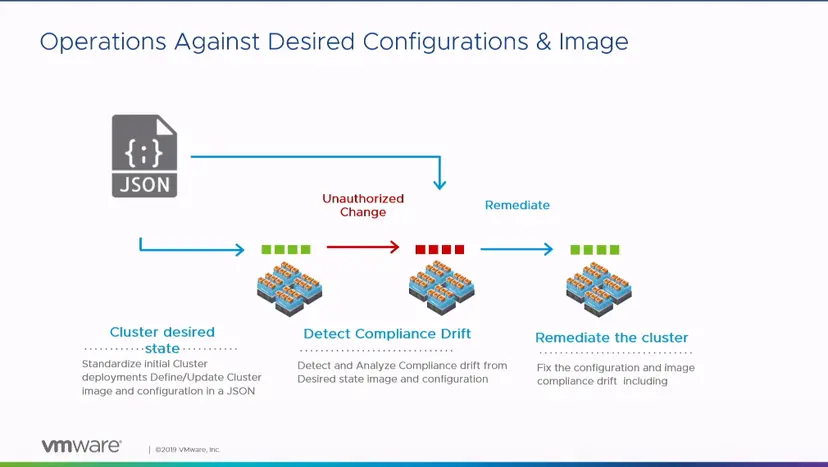 Operations Against Desired Configurations & Image
{;}
JSON
Unauthorized
Change
Remediate
Cluster desired
state
Standardize initial Cluster
deployments Define/Update Cluster
image and configuration in a JSON
Detect Compliance Drift
Detect and Analyze Compliance drift from
Desired state image and configuration
Remediate the cluster
Fix the configuration and image
compliance drift including
vmware®
©2019 VMware, Inc.